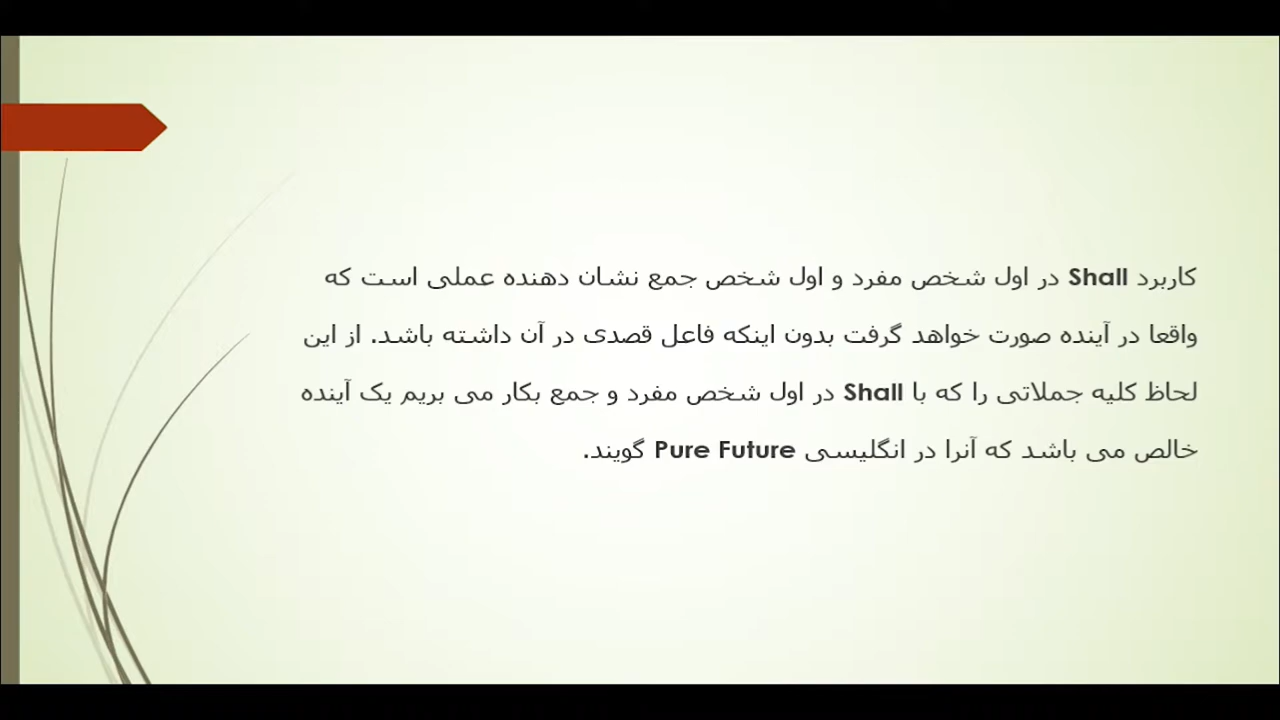 کاربرد Shall در اول شخص مفرد و اول شخص جمع نشان دهنده عملی است که
واقعا در آینده صورت خواهد گرفت بدون اینکه فاعل قصدی در آن داشته باشد. از این
لحاظ کلیه جملاتی را که با Shall در اول شخص مفرد و جمع بکار می بریم یک آینده
خالص می باشد که آنرا در انگلیسی Pure Future گویند.